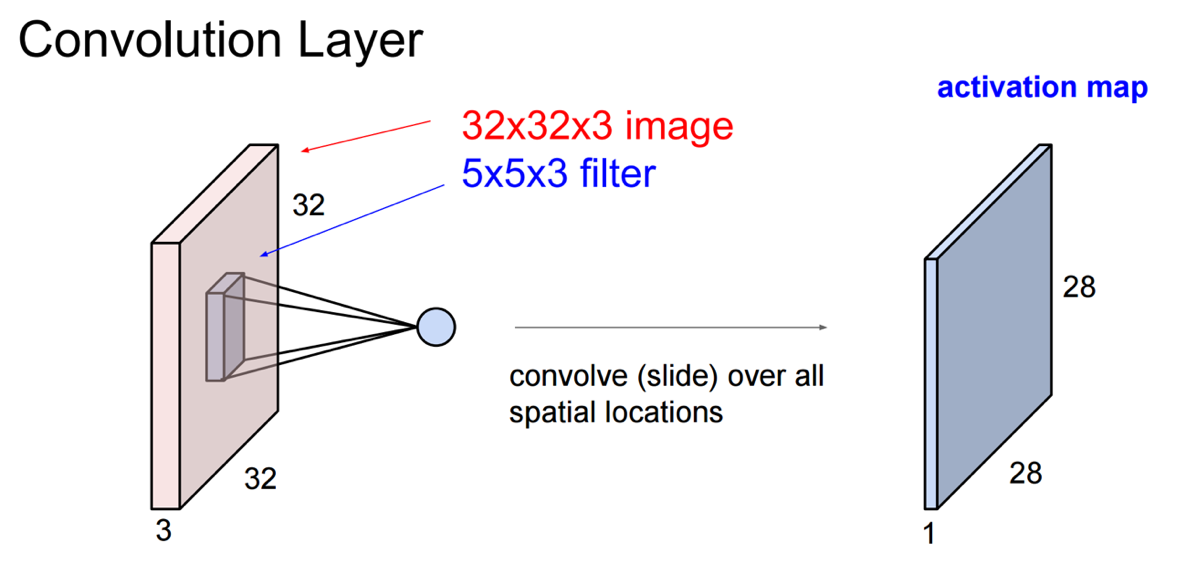 Convolution Layer
activation map
32x32x3 image
5x5x3 filter
32
32
3
convolve (slide) over all
spatial locations
28
28
1